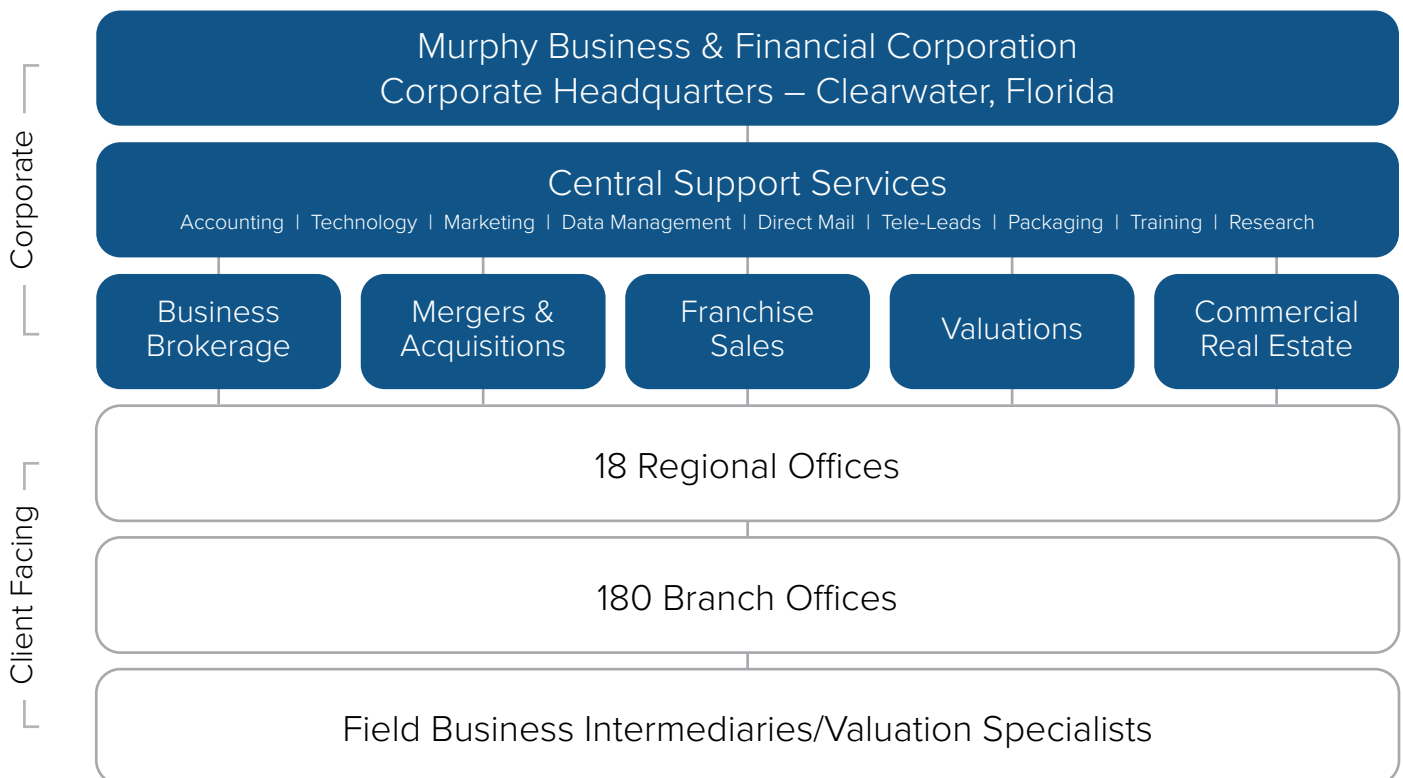 Murphy Business & Financial Corporation
Corporate Headquarters – Clearwater, Florida
Corporate
Central Support Services
Accounting | Technology | Marketing | Data Management | Direct Mail | Tele-Leads | Packaging | Training | Research
Business
Brokerage
Mergers &
Acquisitions
Franchise
Sales
Valuations
Commercial
Real Estate
Client Facing
18 Regional Offices
180 Branch Offices
Field Business Intermediaries/Valuation Specialists